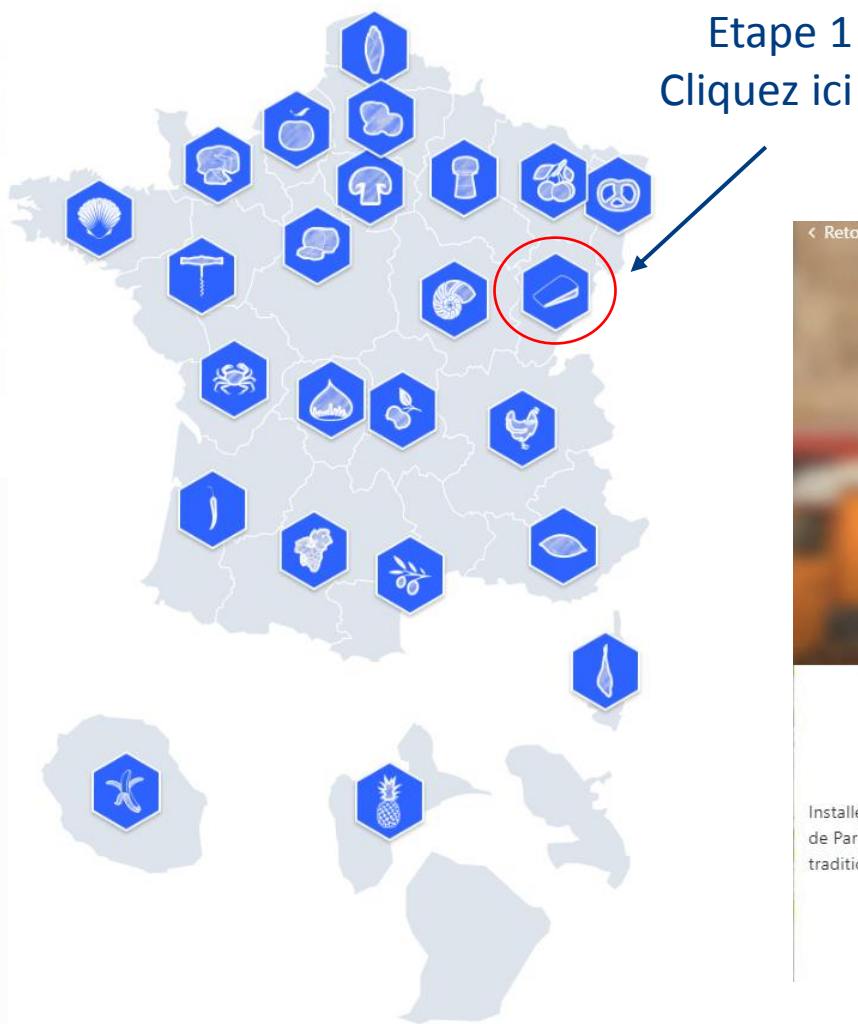 Etape 1
Cliquez ici
< Reto
Installe
de Par
traditio